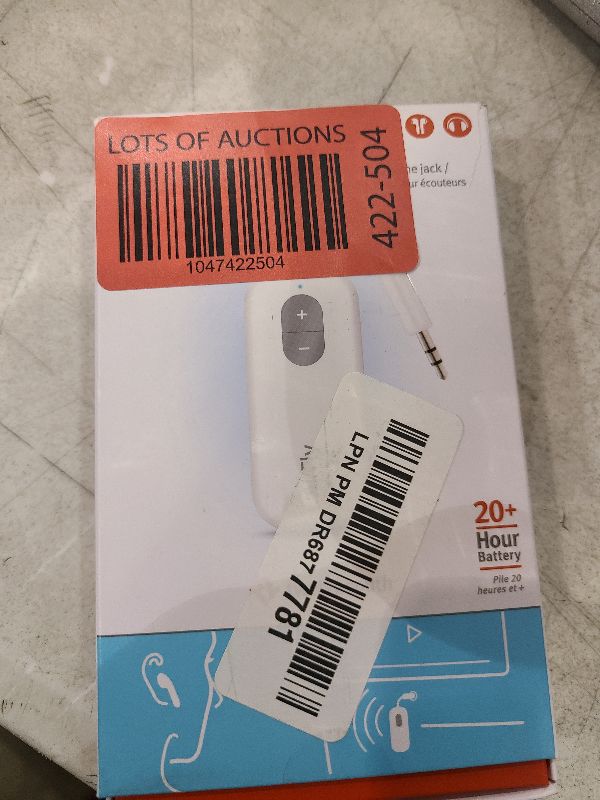 LOTS OF AUCTIONS
1047422504
422-504
ne jack /
ur écouteurs
+
−
LPN PM DR687 7781
20+
Hour
Battery
Pile 20
heures et +